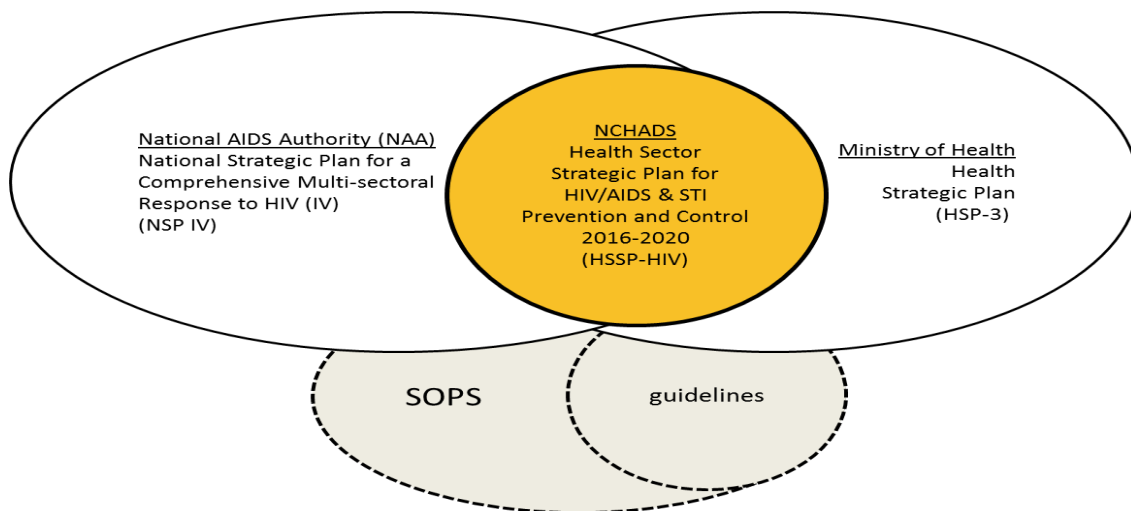 National AIDS Authority (NAA)
National Strategic Plan for a
Comprehensive Multi-sectoral
Response to HIV (IV)
(NSP IV)
NCHADS
Health Sector
Strategic Plan for
HIV/AIDS & STI
Prevention and Control
2016-2020
(HSSP-HIV)
Ministry of Health
Health
Strategic Plan
(HSP-3)
SOPS
guidelines